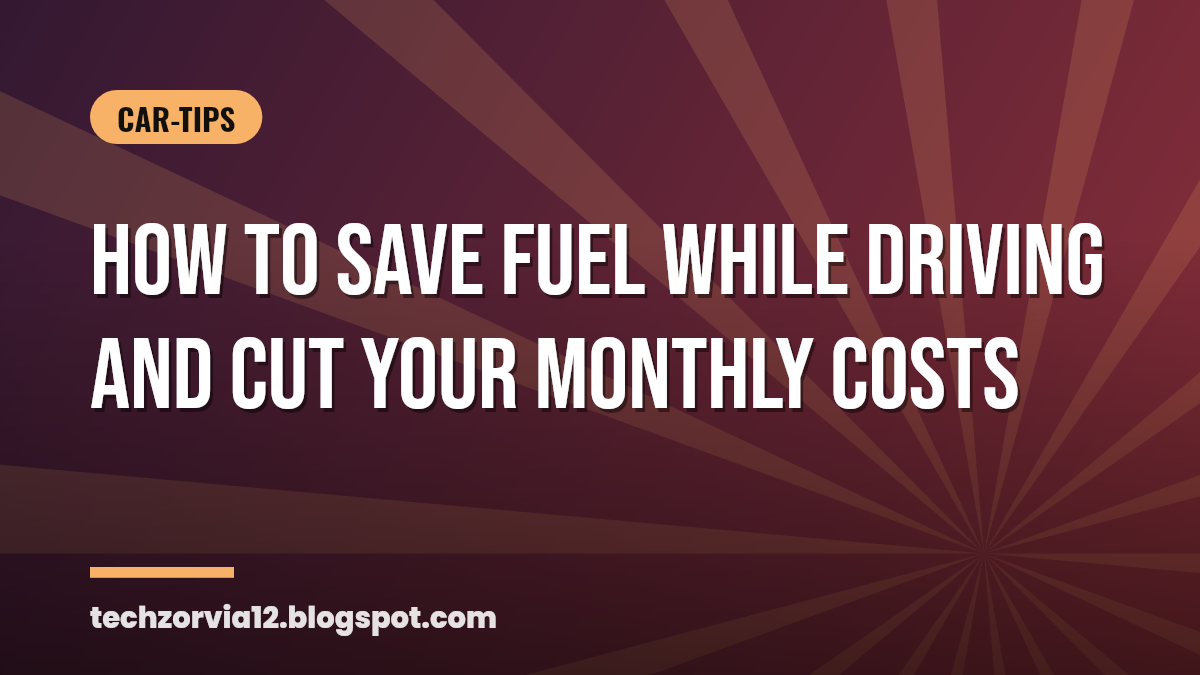 CAR-TIPS
HOW TO SAVE FUEL WHILE DRIVING
AND CUT YOUR MONTHLY COSTS
techzorvia12.blogspot.com